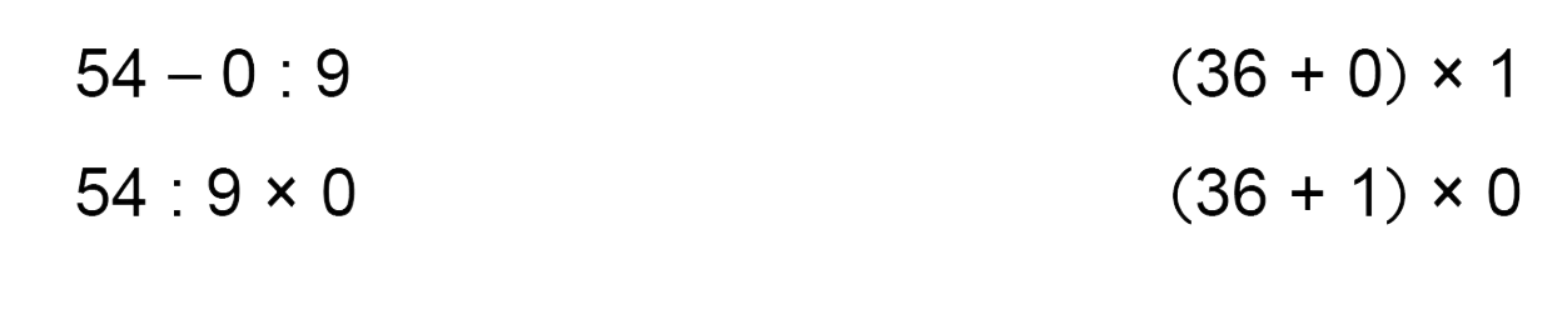 54 – 0 : 9
(36 + 0) × 1
54 : 9 × 0
(36 + 1) × 0